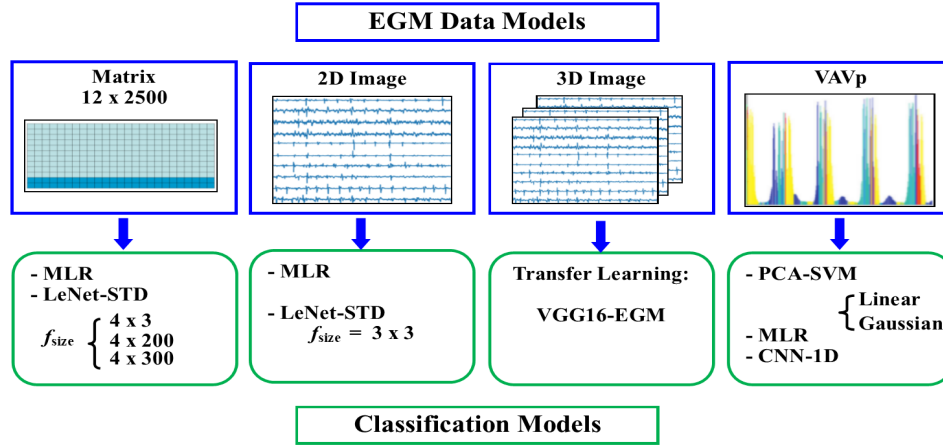 EGM Data Models
Matrix
12 x 2500
2D Image
3D Image
VAVp
- MLR
- LeNet-STD
fsize
4 x 3
4 x 200
4 x 300
- MLR
- LeNet-STD
fsize = 3 x 3
Transfer Learning:
VGG16-EGM
- PCA-SVM
Linear
Gaussian
- MLR
- CNN-1D
Classification Models